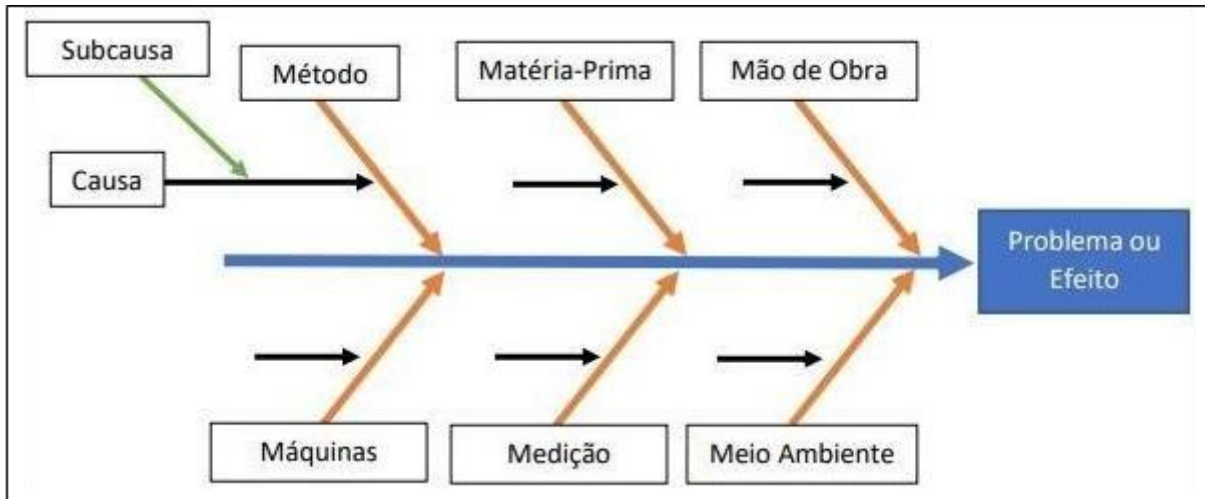 Subcausa
Método
Matéria-Prima
Mão de Obra
Causa
Problema ou
Efeito
Máquinas
Medição
Meio Ambiente